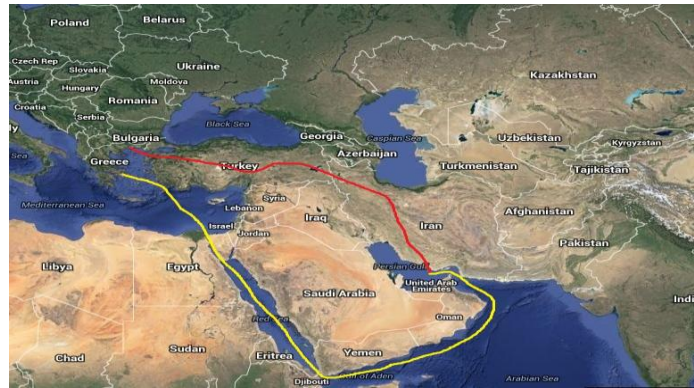 Poland
Belarus
Czech Rep
Slovakia
Ukraine
Austria
Hungary
Moldova
Kazakhstan
Croatia
Romania
Serbia
Black Sea
Caspian Sea
Bulgaria
Georgia
Uzbekistan
Kyrgyzstan
Greece
Turkey
Azerbaijan
Turkmenistan
Tajikistan
Mediterranean Sea
Lebanon
Syria
Iraq
Iran
Afghanistan
Israel
Jordan
Pakistan
Libya
Egypt
Persian Gulf
United Arab
Emirates
Saudi Arabia
Oman
Red Sea
Chad
Sudan
Eritrea
Yemen
Djibouti
of Aden
Arabian Sea